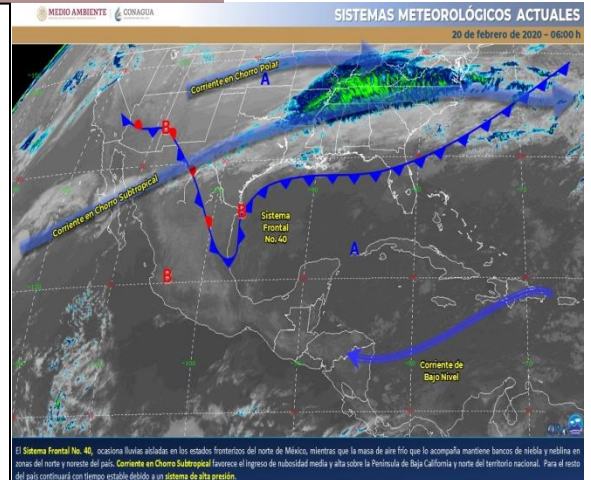 MEDIO AMBIENTE
CONAGUA
SISTEMAS METEOROLÓGICOS ACTUALES
20 de febrero de 2020 – 06:00 h
Corriente en Chorro Polar
A
B
Corriente en Chorro Subtropical
B
Sistema
Frontal
No. 40
A
B
Corriente de
Bajo Nivel
El Sistema Frontal No. 40, ocasiona lluvias aisladas en los estados fronterizos del norte de México, mientras que la masa de aire frío que lo acompaña mantiene bancos de niebla y neblina en
zonas del norte y noreste del país. Corriente en Chorro Subtropical favorece el ingreso de nubosidad media y alta sobre la Península de Baja California y norte del territorio nacional. Para el resto
del país continuará con tiempo estable debido a un sistema de alta presión.